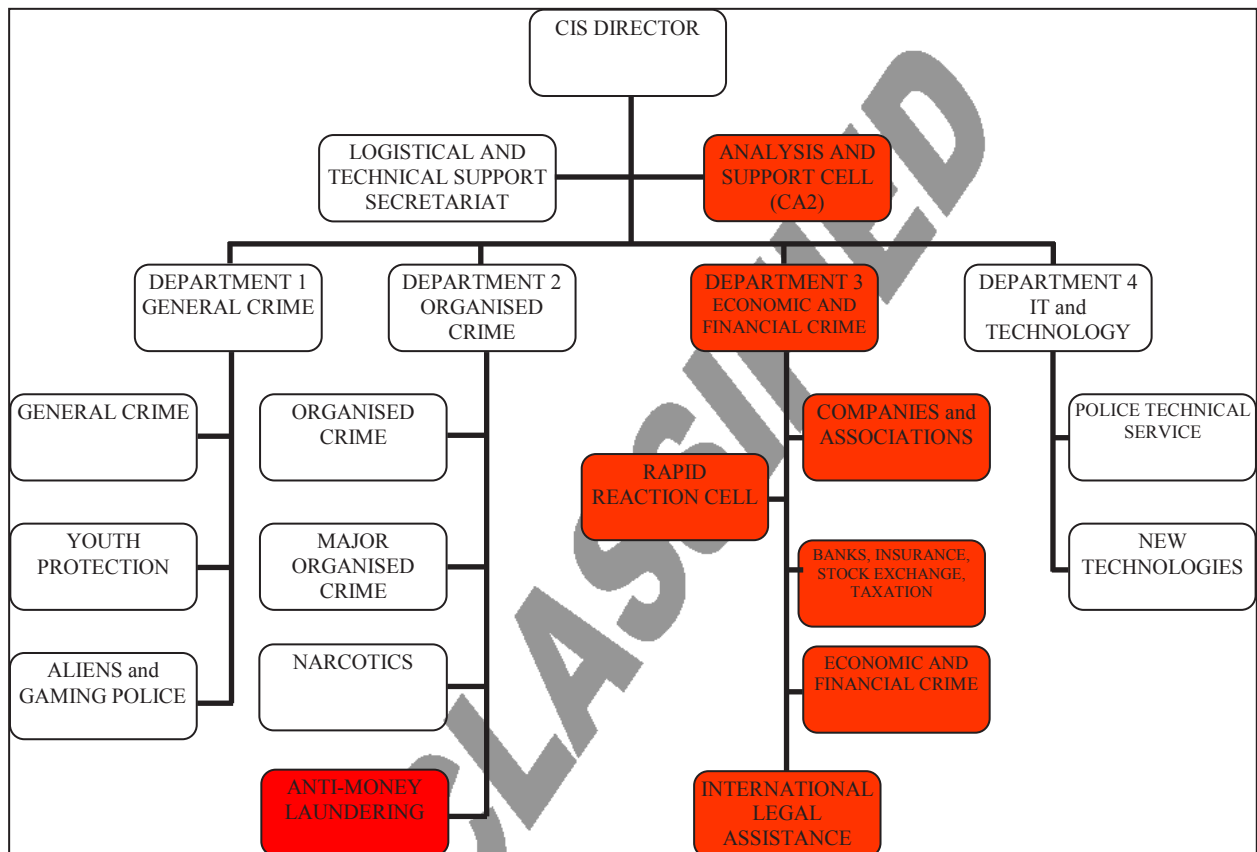 CIS DIRECTOR
LOGISTICAL AND
TECHNICAL SUPPORT
SECRETARIAT
ANALYSIS AND
SUPPORT CELL
(CA2)
DEPARTMENT 1
GENERAL CRIME
DEPARTMENT 2
ORGANISED
CRIME
DEPARTMENT 3
ECONOMIC AND
FINANCIAL CRIME
DEPARTMENT 4
IT and
TECHNOLOGY
GENERAL CRIME
YOUTH
PROTECTION
ALIENS and
GAMING POLICE
ORGANISED
CRIME
MAJOR
ORGANISED
CRIME
NARCOTICS
ANTI-MONEY
LAUNDERING
COMPANIES and
ASSOCIATIONS
RAPID
REACTION CELL
BANKS, INSURANCE,
STOCK EXCHANGE,
TAXATION
ECONOMIC AND
FINANCIAL CRIME
INTERNATIONAL
LEGAL
ASSISTANCE
POLICE TECHNICAL
SERVICE
NEW
TECHNOLOGIES